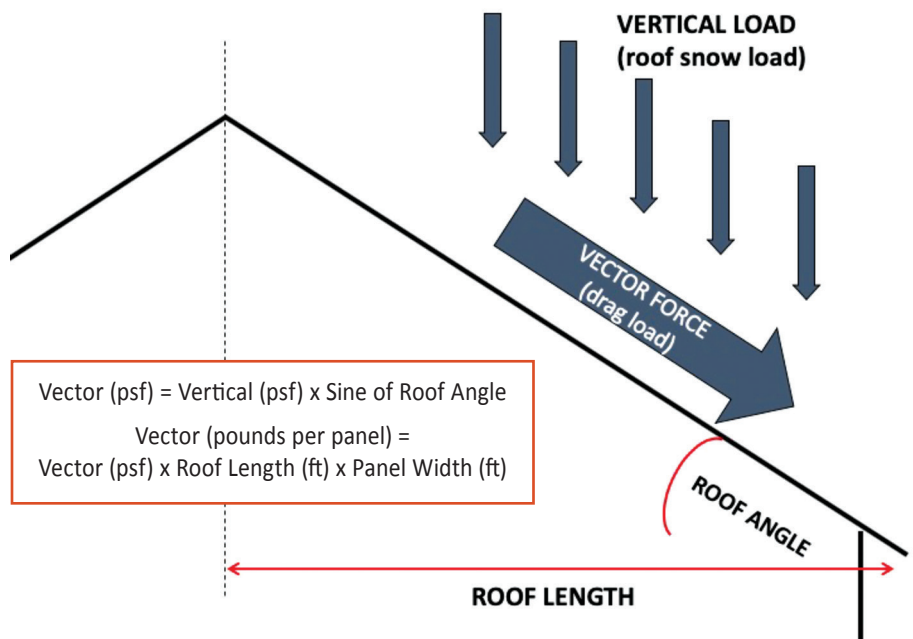 VERTICAL LOAD
(roof snow load)
VECTOR FORCE
(drag load)
Vector (psf) = Vertical (psf) x Sine of Roof Angle
Vector (pounds per panel) =
Vector (psf) x Roof Length (ft) x Panel Width (ft)
ROOF ANGLE
ROOF LENGTH